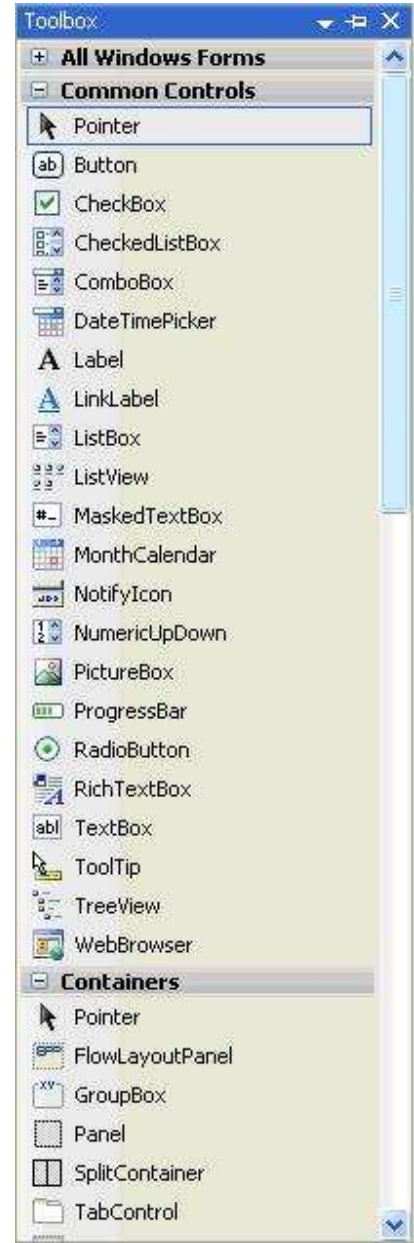 Toolbox
All Windows Forms
Common Controls
Pointer
Button
CheckBox
CheckedListBox
ComboBox
DateTimePicker
A Label
A LinkLabel
ListBox
ListView
#_ MaskedTextBox
MonthCalendar
NotifyIcon
NumericUpDown
PictureBox
ProgressBar
RadioButton
RichTextBox
abl TextBox
ToolTip
TreeView
WebBrowser
Containers
Pointer
FlowLayoutPanel
GroupBox
Panel
SplitContainer
TabControl